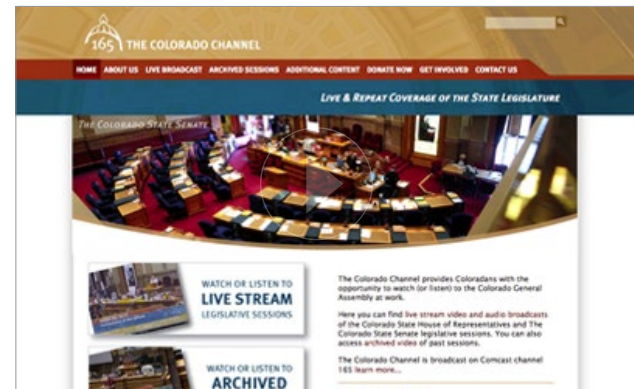 165 THE COLORADO CHANNEL
HOME ABOUT US LIVE BROADCAST ARCHIVED SESSIONS ADDITIONAL CONTENT DONATE NOW GET INVOLVED CONTACT US
LIVE & REPEAT COVERAGE OF THE STATE LEGISLATURE
THE COLORADO STATE SENATE
WATCH OR LISTEN TO
LIVE STREAM
LEGISLATIVE SESSIONS
WATCH OR LISTEN TO
ARCHIVED
The Colorado Channel provides Coloradans with the
opportunity to watch (or listen) to the Colorado General
Assembly at work.
Here you can find live stream video and audio broadcasts
of the Colorado State House of Representatives and The
Colorado State Senate legislative sessions. You can also
access archived video of past sessions.
The Colorado Channel is broadcast on Comcast channel
165 learn more...